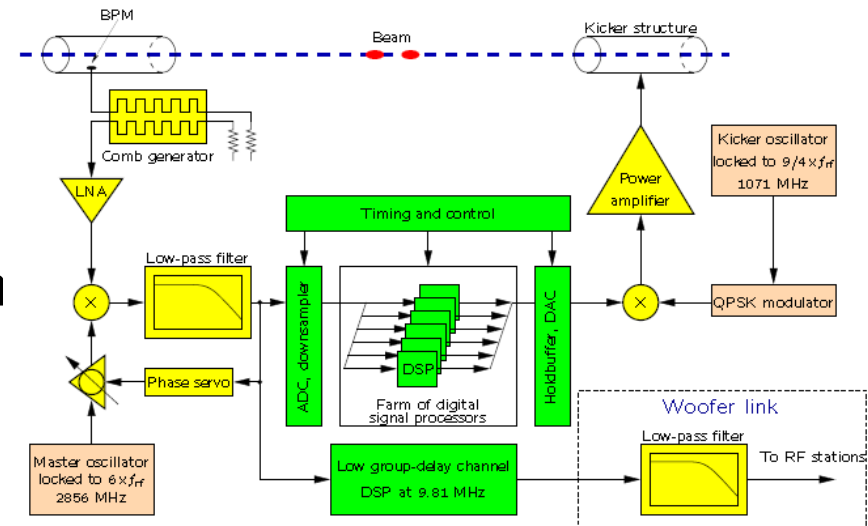 BPM
Beam
Kicker structure
Comb generator
LNA
Kicker oscillator
locked to 9/4×frf
1071 MHz
Power
amplifier
Timing and control
Low-pass filter
ADC, downsampler
DSP
Farm of digital
signal processors
Holdbuffer, DAC
×
×
QPSK modulator
Phase servo
Woofer link
Low-pass filter
To RF stations
Master oscillator
locked to 6×frf
2856 MHz
Low group-delay channel
DSP at 9.81 MHz